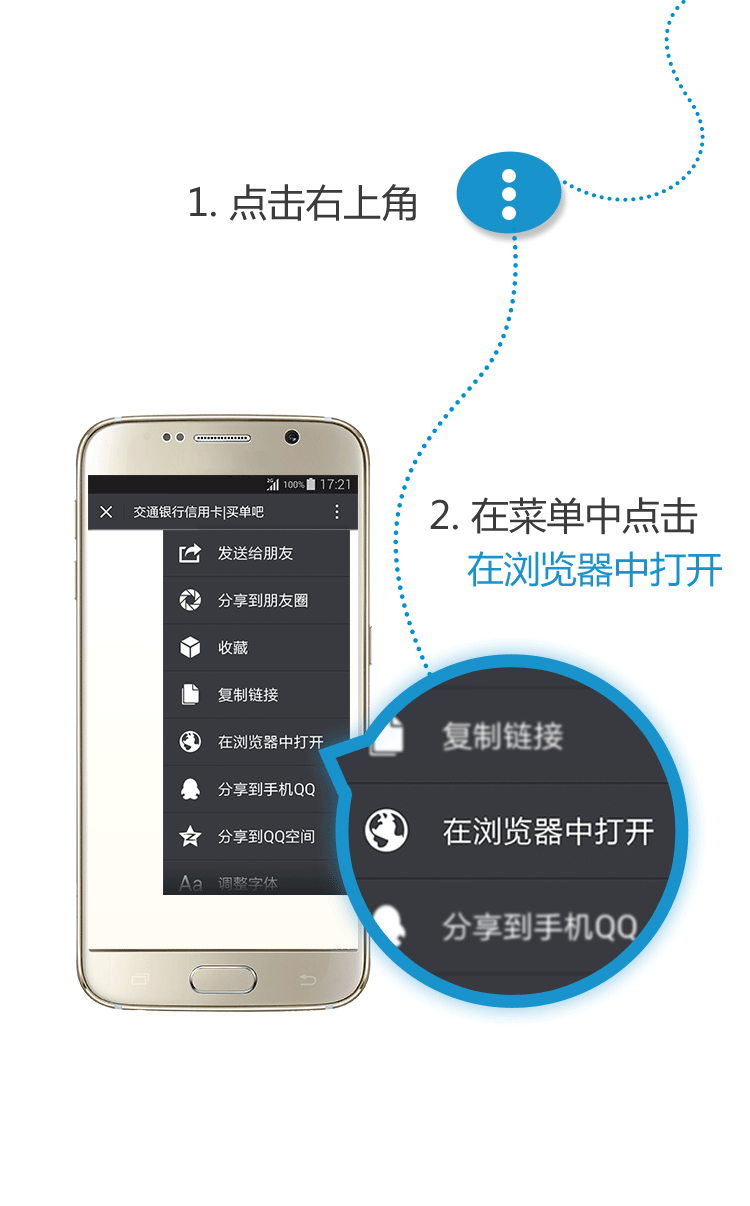 1. 点击右上角
100% 17:21
交通银行信用卡|买单吧
发送给朋友
分享到朋友圈
收藏
复制链接
在浏览器中打开
分享到手机QQ
分享到QQ空间
Aa 调整字体
2. 在菜单中点击
在浏览器中打开
复制链接
在浏览器中打开
分享到手机QQ